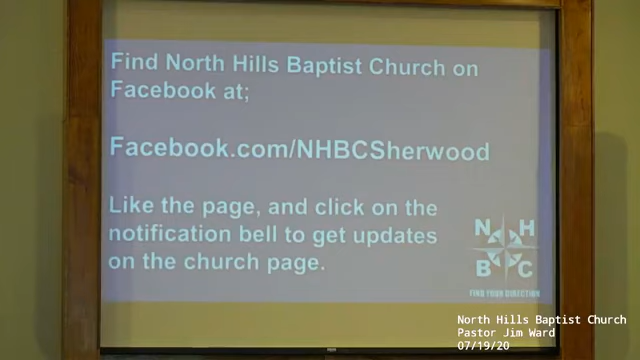 Find North Hills Baptist Church on
Facebook at;
Facebook.com/NHBCSherwood
Like the page, and click on the
notification bell to get updates
on the church page.
N H
B C
FIND YOUR DIRECTION
North Hills Baptist Church
Pastor Jim Ward
07/19/20